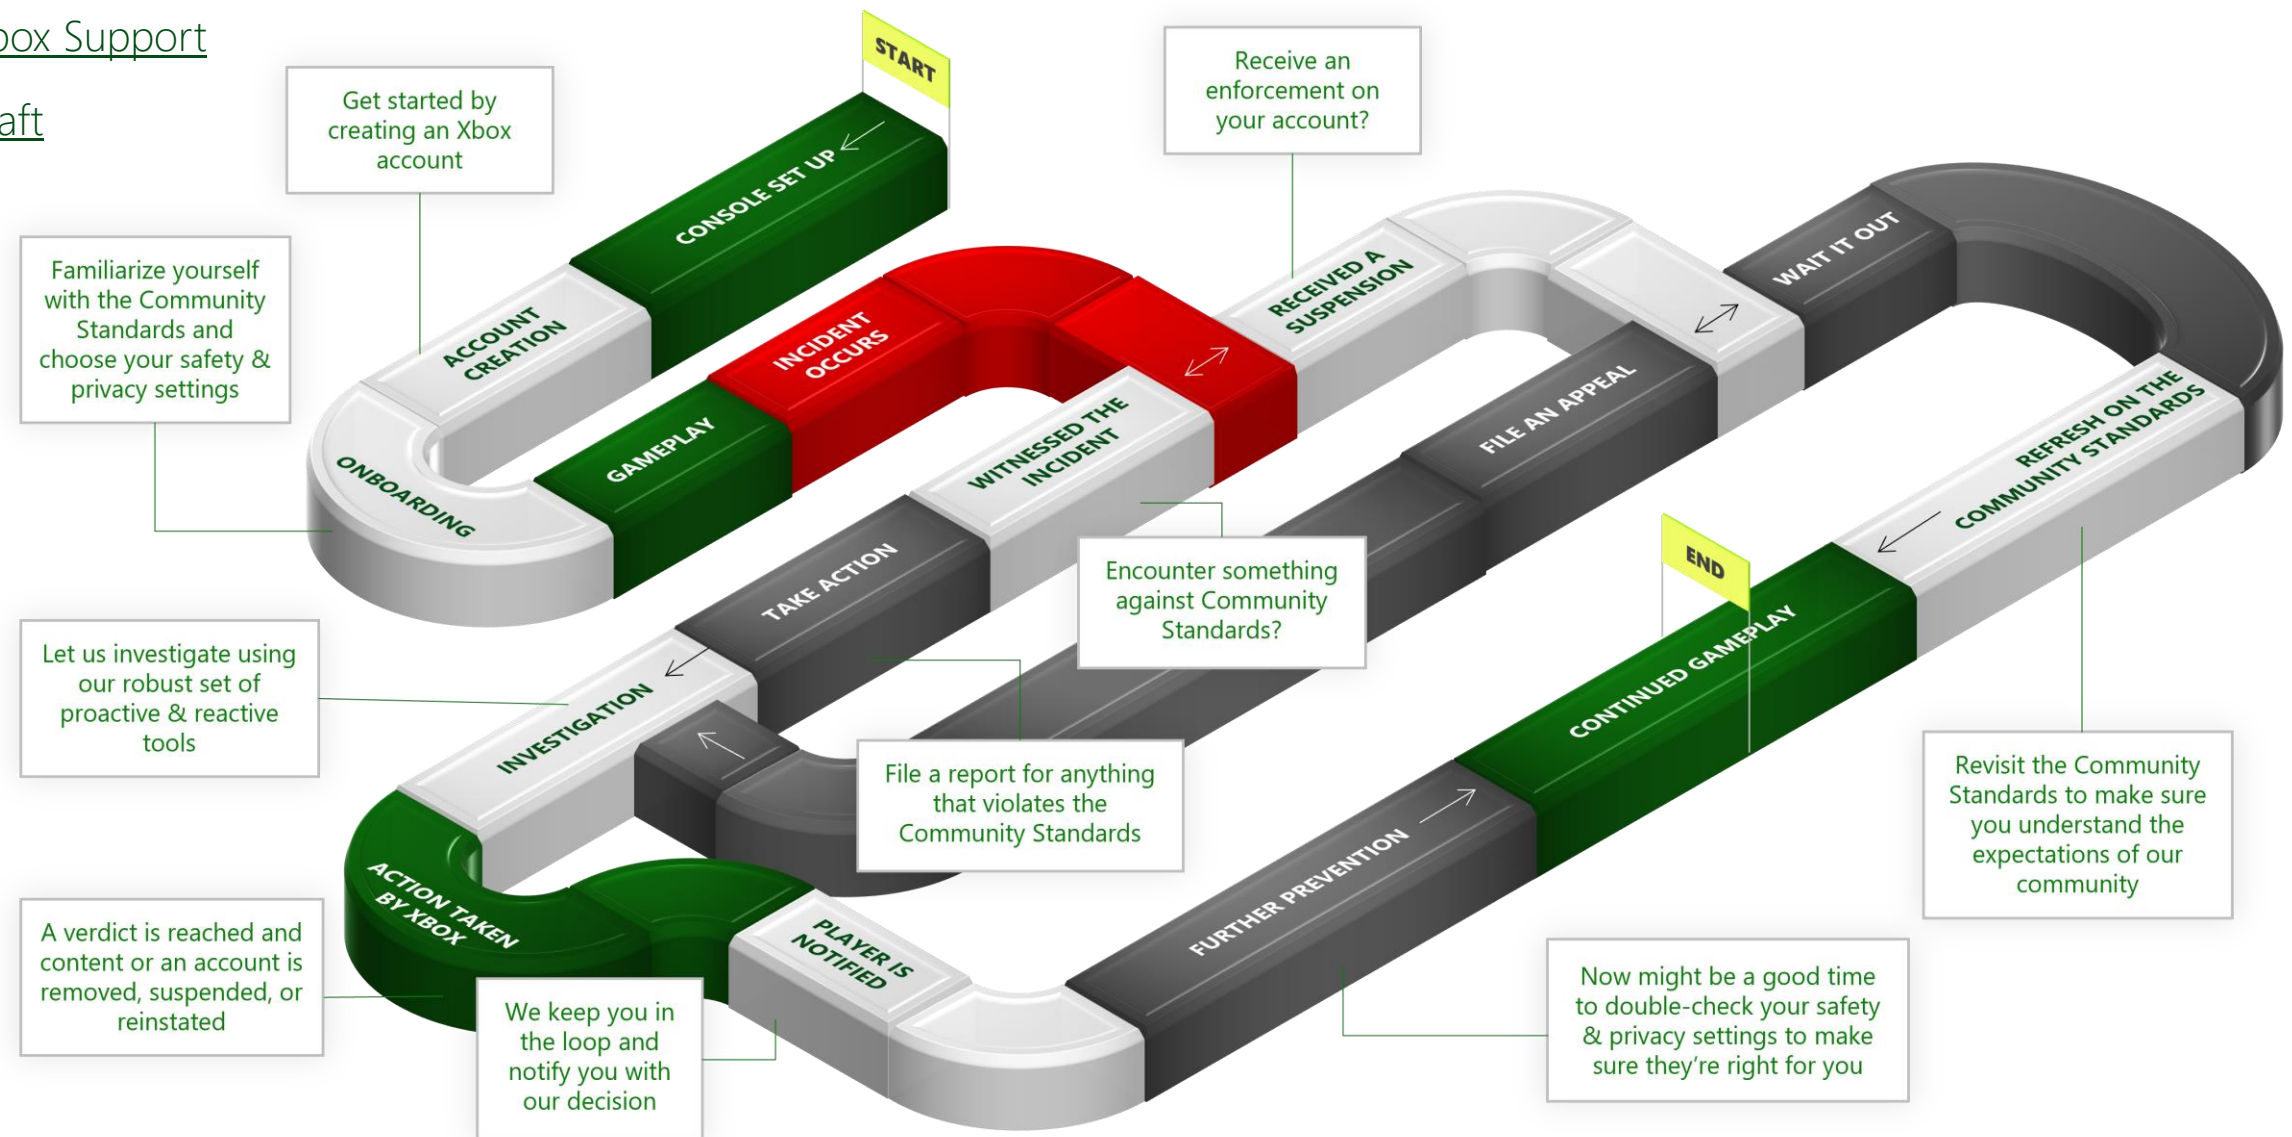 box Support
aft
START
Get started by
creating an Xbox
account
CONSOLE SET UP
Familiarize yourself
with the Community
Standards and
choose your safety &
privacy settings
ACCOUNT
CREATION
ONBOARDING
GAMEPLAY
INCIDENT
OCCURS
Receive an
enforcement on
your account?
RECEIVED A
SUSPENSION
WAIT IT OUT
WITNESSED THE
INCIDENT
FILE AN APPEAL
REFRESH ON THE
COMMUNITY STANDARDS
Encounter something
against Community
Standards?
TAKE ACTION
END
CONTINUED GAMEPLAY
Let us investigate using
our robust set of
proactive & reactive
tools
INVESTIGATION
File a report for anything
that violates the
Community Standards
Revisit the Community
Standards to make sure
you understand the
expectations of our
community
ACTION TAKEN
BY XBOX
FURTHER PREVENTION
A verdict is reached and
content or an account is
removed, suspended, or
reinstated
PLAYER IS
NOTIFIED
We keep you in
the loop and
notify you with
our decision
Now might be a good time
to double-check your safety
& privacy settings to make
sure they're right for you